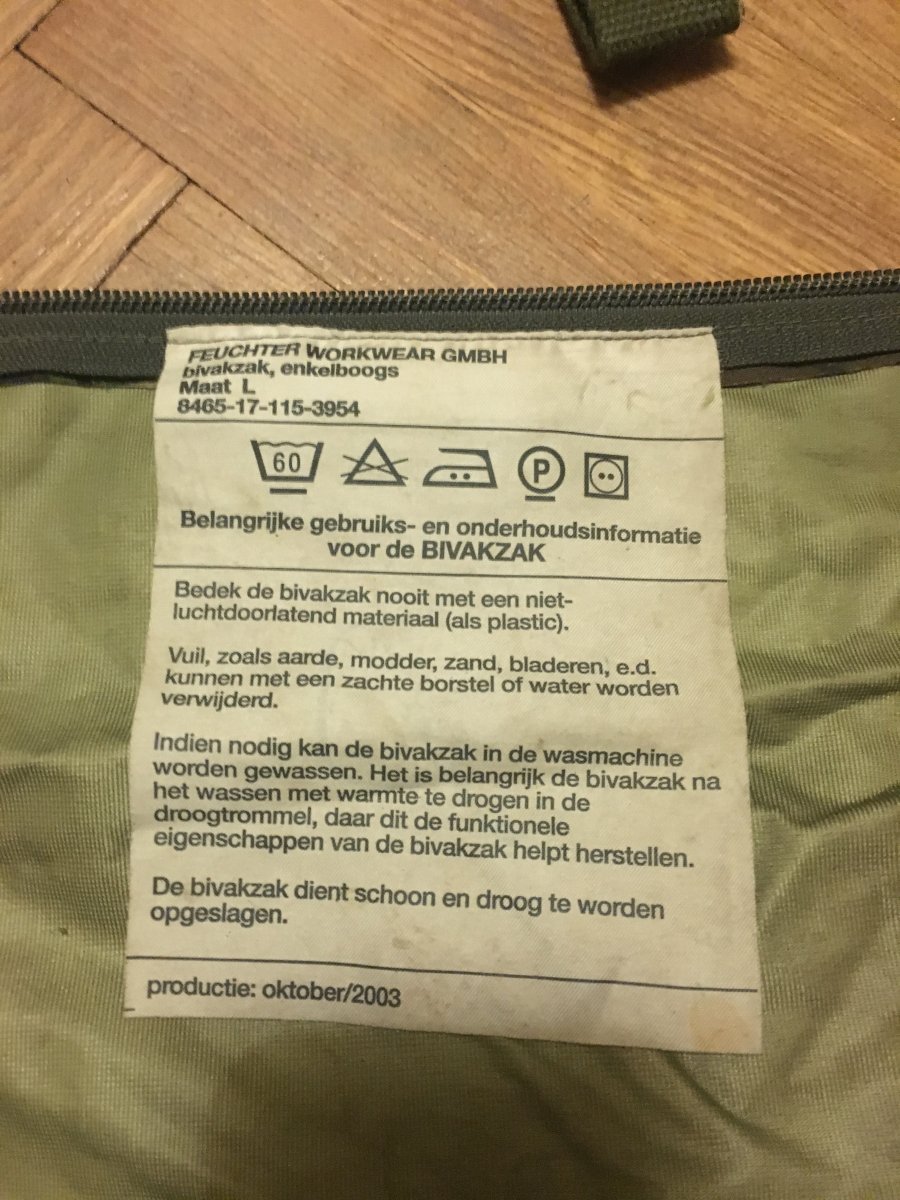 FEUCHTER WORKWEAR GMBH
bivakzak, enkelboogs
Maat L
8465-17-115-3954
60 P
Belangrijke gebruiks- en onderhoudsinformatie
voor de BIVAKZAK
Bedek de bivakzak nooit met een niet-
luchtdoorlatend materiaal (als plastic).
Vuil, zoals aarde, modder, zand, bladeren, e.d.
kunnen met een zachte borstel of water worden
verwijderd.
Indien nodig kan de bivakzak in de wasmachine
worden gewassen. Het is belangrijk de bivakzak na
het wassen met warmte te drogen in de
droogtrommel, daar dit de funktionele
eigenschappen van de bivakzak helpt herstellen.
De bivakzak dient schoon en droog te worden
opgeslagen.
productie: oktober/2003